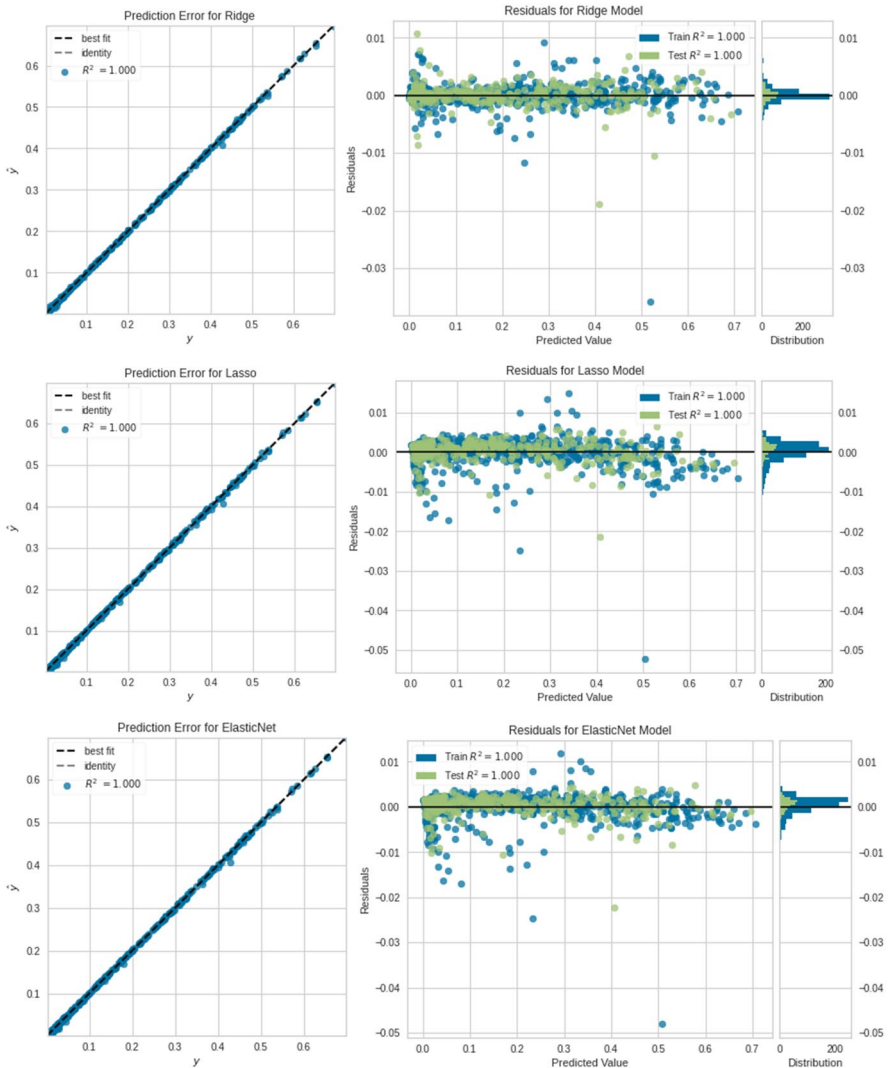 Prediction Error for Ridge
best fit
identity
R² = 1.000
0.6
0.5
0.4
0.3
0.2
0.1
ŷ
0.1 0.2 0.3 0.4 0.5 0.6
y
Residuals for Ridge Model
Train R² = 1.000
Test R² = 1.000
0.01
0.00
−0.01
−0.02
−0.03
Residuals
0.0 0.1 0.2 0.3 0.4 0.5 0.6 0.7
Predicted Value
0.01
0.00
−0.01
−0.02
−0.03
0 200
Distribution
Prediction Error for Lasso
best fit
identity
R² = 1.000
0.6
0.5
0.4
0.3
0.2
0.1
ŷ
0.1 0.2 0.3 0.4 0.5 0.6
y
Residuals for Lasso Model
Train R² = 1.000
Test R² = 1.000
0.01
0.00
−0.01
−0.02
−0.03
−0.04
−0.05
Residuals
0.0 0.1 0.2 0.3 0.4 0.5 0.6 0.7
Predicted Value
0.01
0.00
−0.01
−0.02
−0.03
−0.04
−0.05
0 200
Distribution
Prediction Error for ElasticNet
best fit
identity
R² = 1.000
0.6
0.5
0.4
0.3
0.2
0.1
ŷ
0.1 0.2 0.3 0.4 0.5 0.6
y
Residuals for ElasticNet Model
Train R² = 1.000
Test R² = 1.000
0.01
0.00
−0.01
−0.02
−0.03
−0.04
−0.05
Residuals
0.0 0.1 0.2 0.3 0.4 0.5 0.6 0.7
Predicted Value
0.01
0.00
−0.01
−0.02
−0.03
−0.04
−0.05
0 200
Distribution